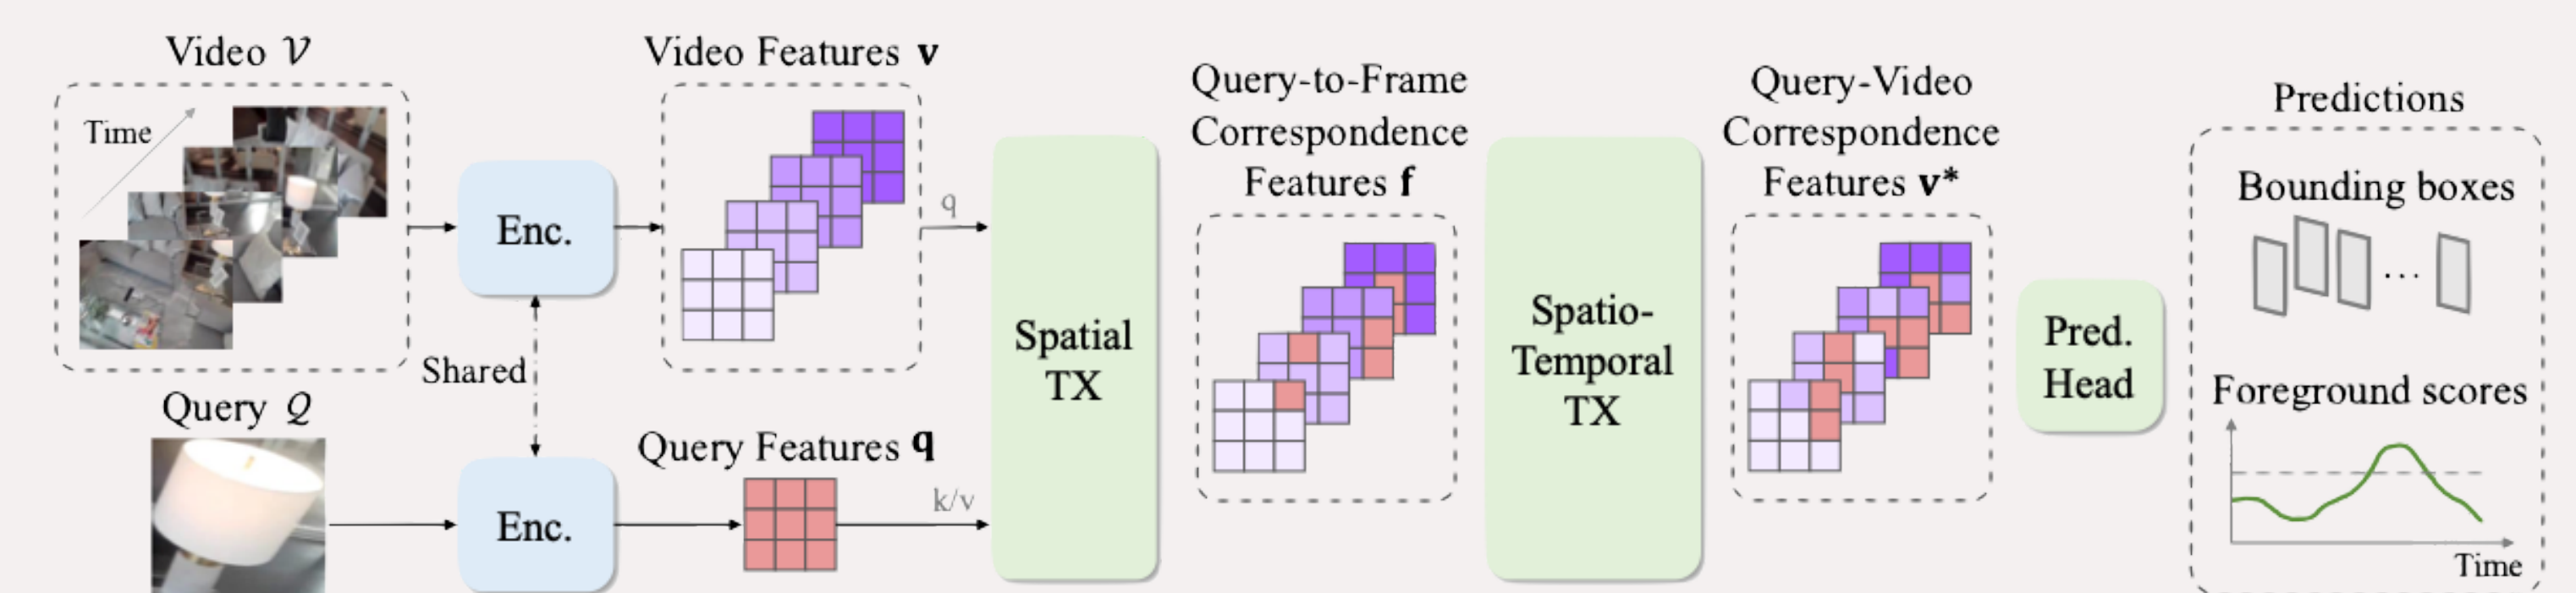 Video 𝒱
Time
Enc.
Shared
Query 𝒬
Enc.
Video Features v
Query Features q
q
k/v
Spatial
TX
Query-to-Frame
Correspondence
Features f
Spatio-
Temporal
TX
Query-Video
Correspondence
Features v*
Pred.
Head
Predictions
Bounding boxes
...
Foreground scores
Time